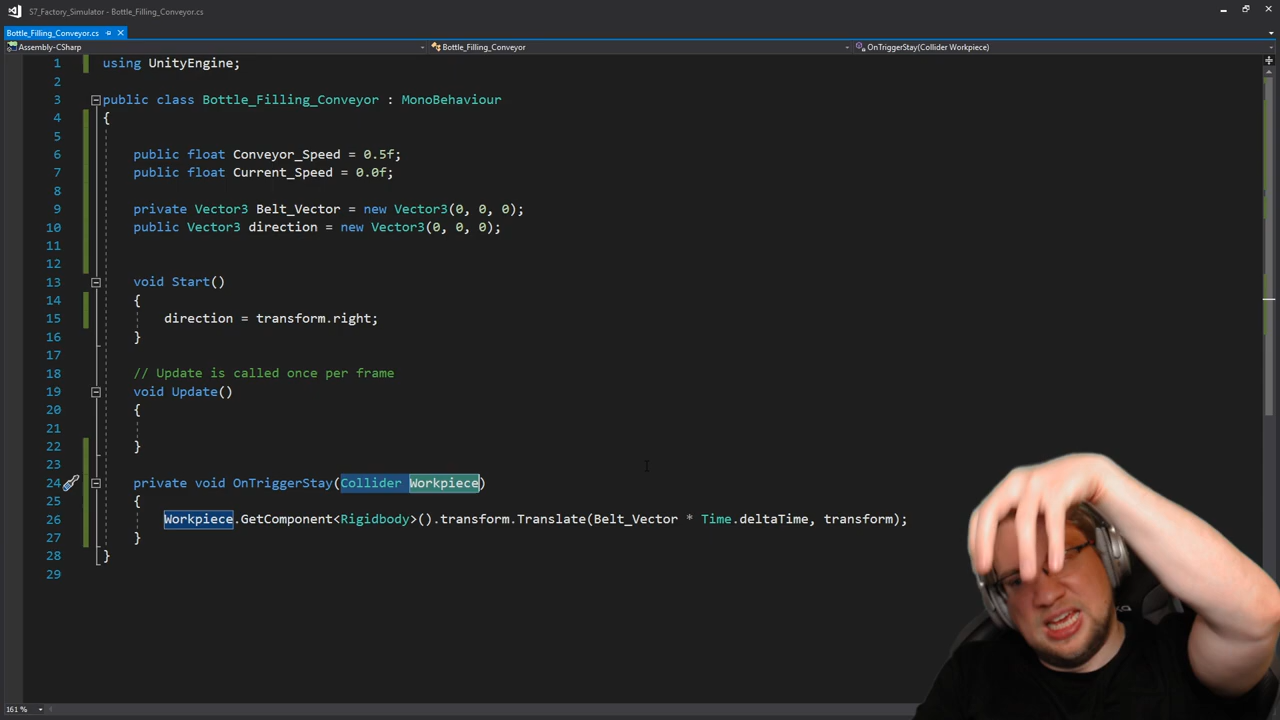 S7_Factory_Simulator - Bottle_Filling_Conveyor.cs
Bottle_Filling_Conveyor.cs
Assembly-CSharp Bottle_Filling_Conveyor OnTriggerStay(Collider Workpiece)
1 using UnityEngine;
2
3 public class Bottle_Filling_Conveyor : MonoBehaviour
4 {
5
6 public float Conveyor_Speed = 0.5f;
7 public float Current_Speed = 0.0f;
8
9 private Vector3 Belt_Vector = new Vector3(0, 0, 0);
10 public Vector3 direction = new Vector3(0, 0, 0);
11
12
13 void Start()
14 {
15 direction = transform.right;
16 }
17
18 // Update is called once per frame
19 void Update()
20 {
21
22 }
23
24 private void OnTriggerStay(Collider Workpiece)
25 {
26 Workpiece.GetComponent<Rigidbody>().transform.Translate(Belt_Vector * Time.deltaTime, transform);
27 }
28 }
29
161 %